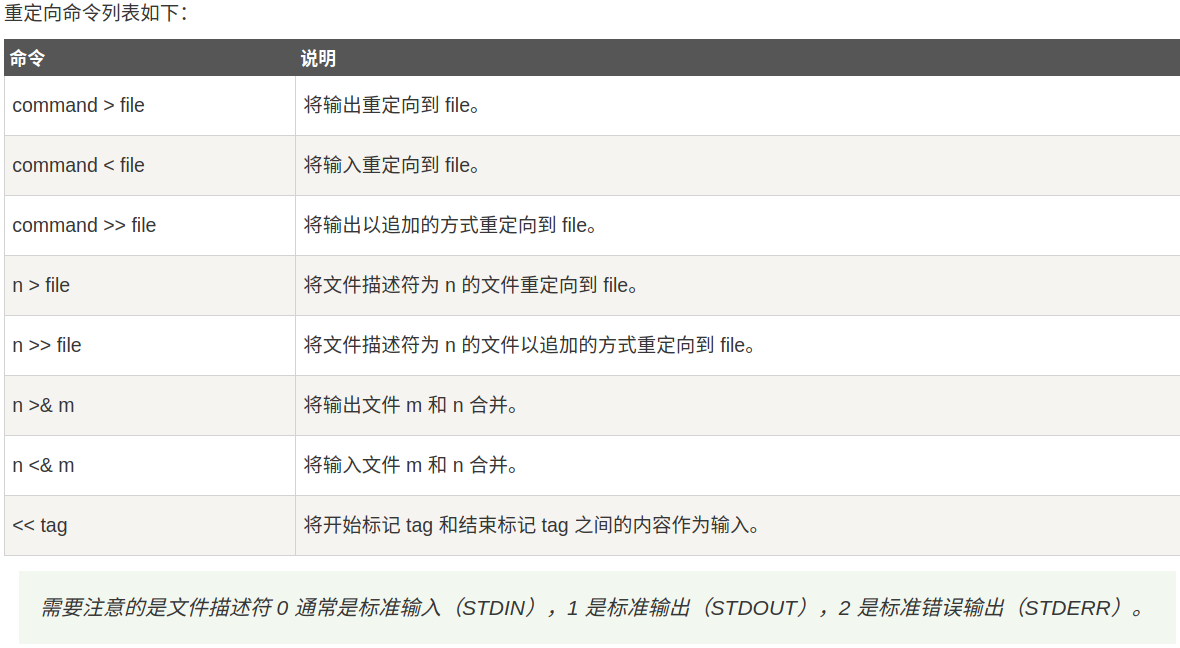 重定向命令列表如下：
命令 说明
command > file 将输出重定向到 file。
command < file 将输入重定向到 file。
command >> file 将输出以追加的方式重定向到 file。
n > file 将文件描述符为 n 的文件重定向到 file。
n >> file 将文件描述符为 n 的文件以追加的方式重定向到 file。
n >& m 将输出文件 m 和 n 合并。
n <& m 将输入文件 m 和 n 合并。
<< tag 将开始标记 tag 和结束标记 tag 之间的内容作为输入。
需要注意的是文件描述符 0 通常是标准输入（STDIN），1 是标准输出（STDOUT），2 是标准错误输出（STDERR）。